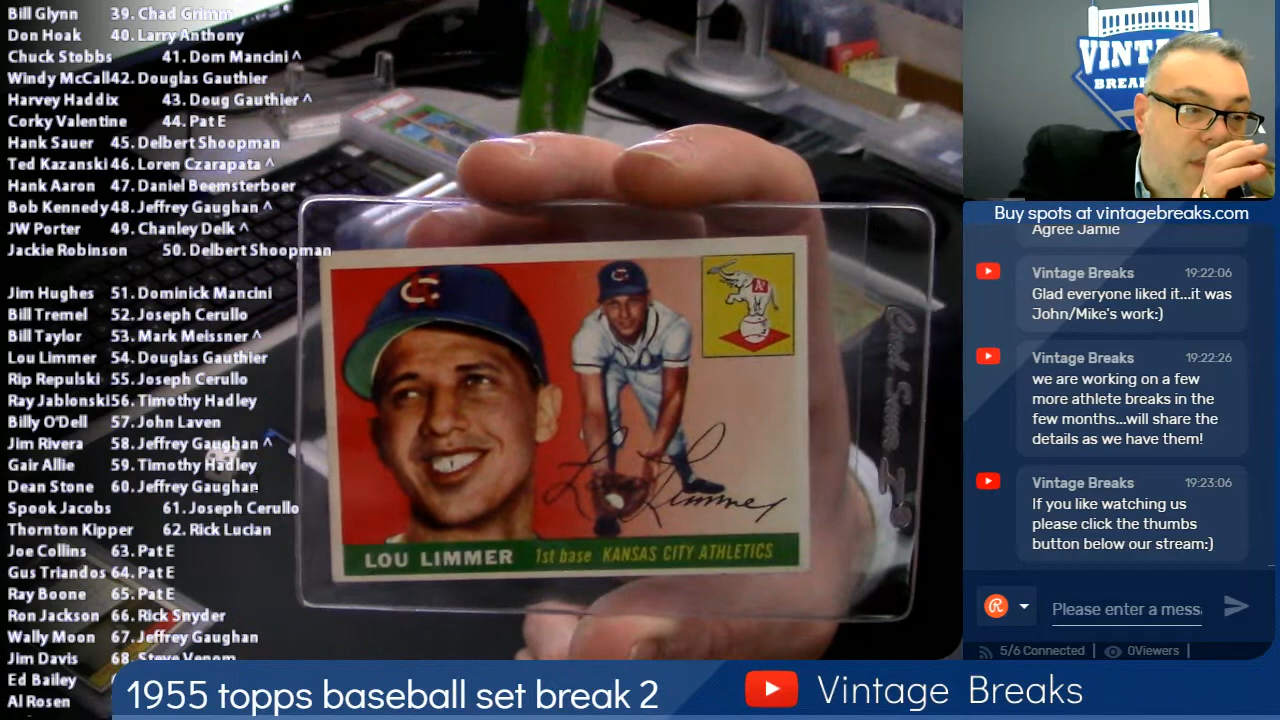 Bill Glynn 39. Chad Grimm
Don Hoak 40. Larry Anthony
Chuck Stobbs 41. Dom Mancini ^
Windy McCall 42. Douglas Gauthier
Harvey Haddix 43. Doug Gauthier ^
Corky Valentine 44. Pat E
Hank Sauer 45. Delbert Shoopman
Ted Kazanski 46. Loren Czarapata ^
Hank Aaron 47. Daniel Beemsterboer
Bob Kennedy 48. Jeffrey Gaughan ^
JW Porter 49. Chanley Delk ^
Jackie Robinson 50. Delbert Shoopman
Jim Hughes 51. Dominick Mancini
Bill Tremel 52. Joseph Cerullo
Bill Taylor 53. Mark Meissner ^
Lou Limmer 54. Douglas Gauthier
Rip Repulski 55. Joseph Cerullo
Ray Jablonski 56. Timothy Hadley
Billy O'Dell 57. John Laven
Jim Rivera 58. Jeffrey Gaughan ^
Gair Allie 59. Timothy Hadley
Dean Stone 60. Jeffrey Gaughan
Spook Jacobs 61. Joseph Cerullo
Thornton Kipper 62. Rick Lucian
Joe Collins 63. Pat E
Gus Triandos 64. Pat E
Ray Boone 65. Pat E
Ron Jackson 66. Rick Snyder
Wally Moon 67. Jeffrey Gaughan
Jim Davis 68. Steve Venom
Ed Bailey
Al Rosen
C
A
Lou Limmer
LOU LIMMER 1st base KANSAS CITY ATHLETICS
Card Saver
VINTAGE
BREAK
Buy spots at vintagebreaks.com
Agree Jamie
Vintage Breaks 19:22:06
Glad everyone liked it...it was
John/Mike's work:)
Vintage Breaks 19:22:26
we are working on a few
more athlete breaks in the
few months...will share the
details as we have them!
Vintage Breaks 19:23:06
If you like watching us
please click the thumbs
button below our stream:)
Please enter a mess
5/6 Connected | 0Viewers |
1955 topps baseball set break 2
Vintage Breaks